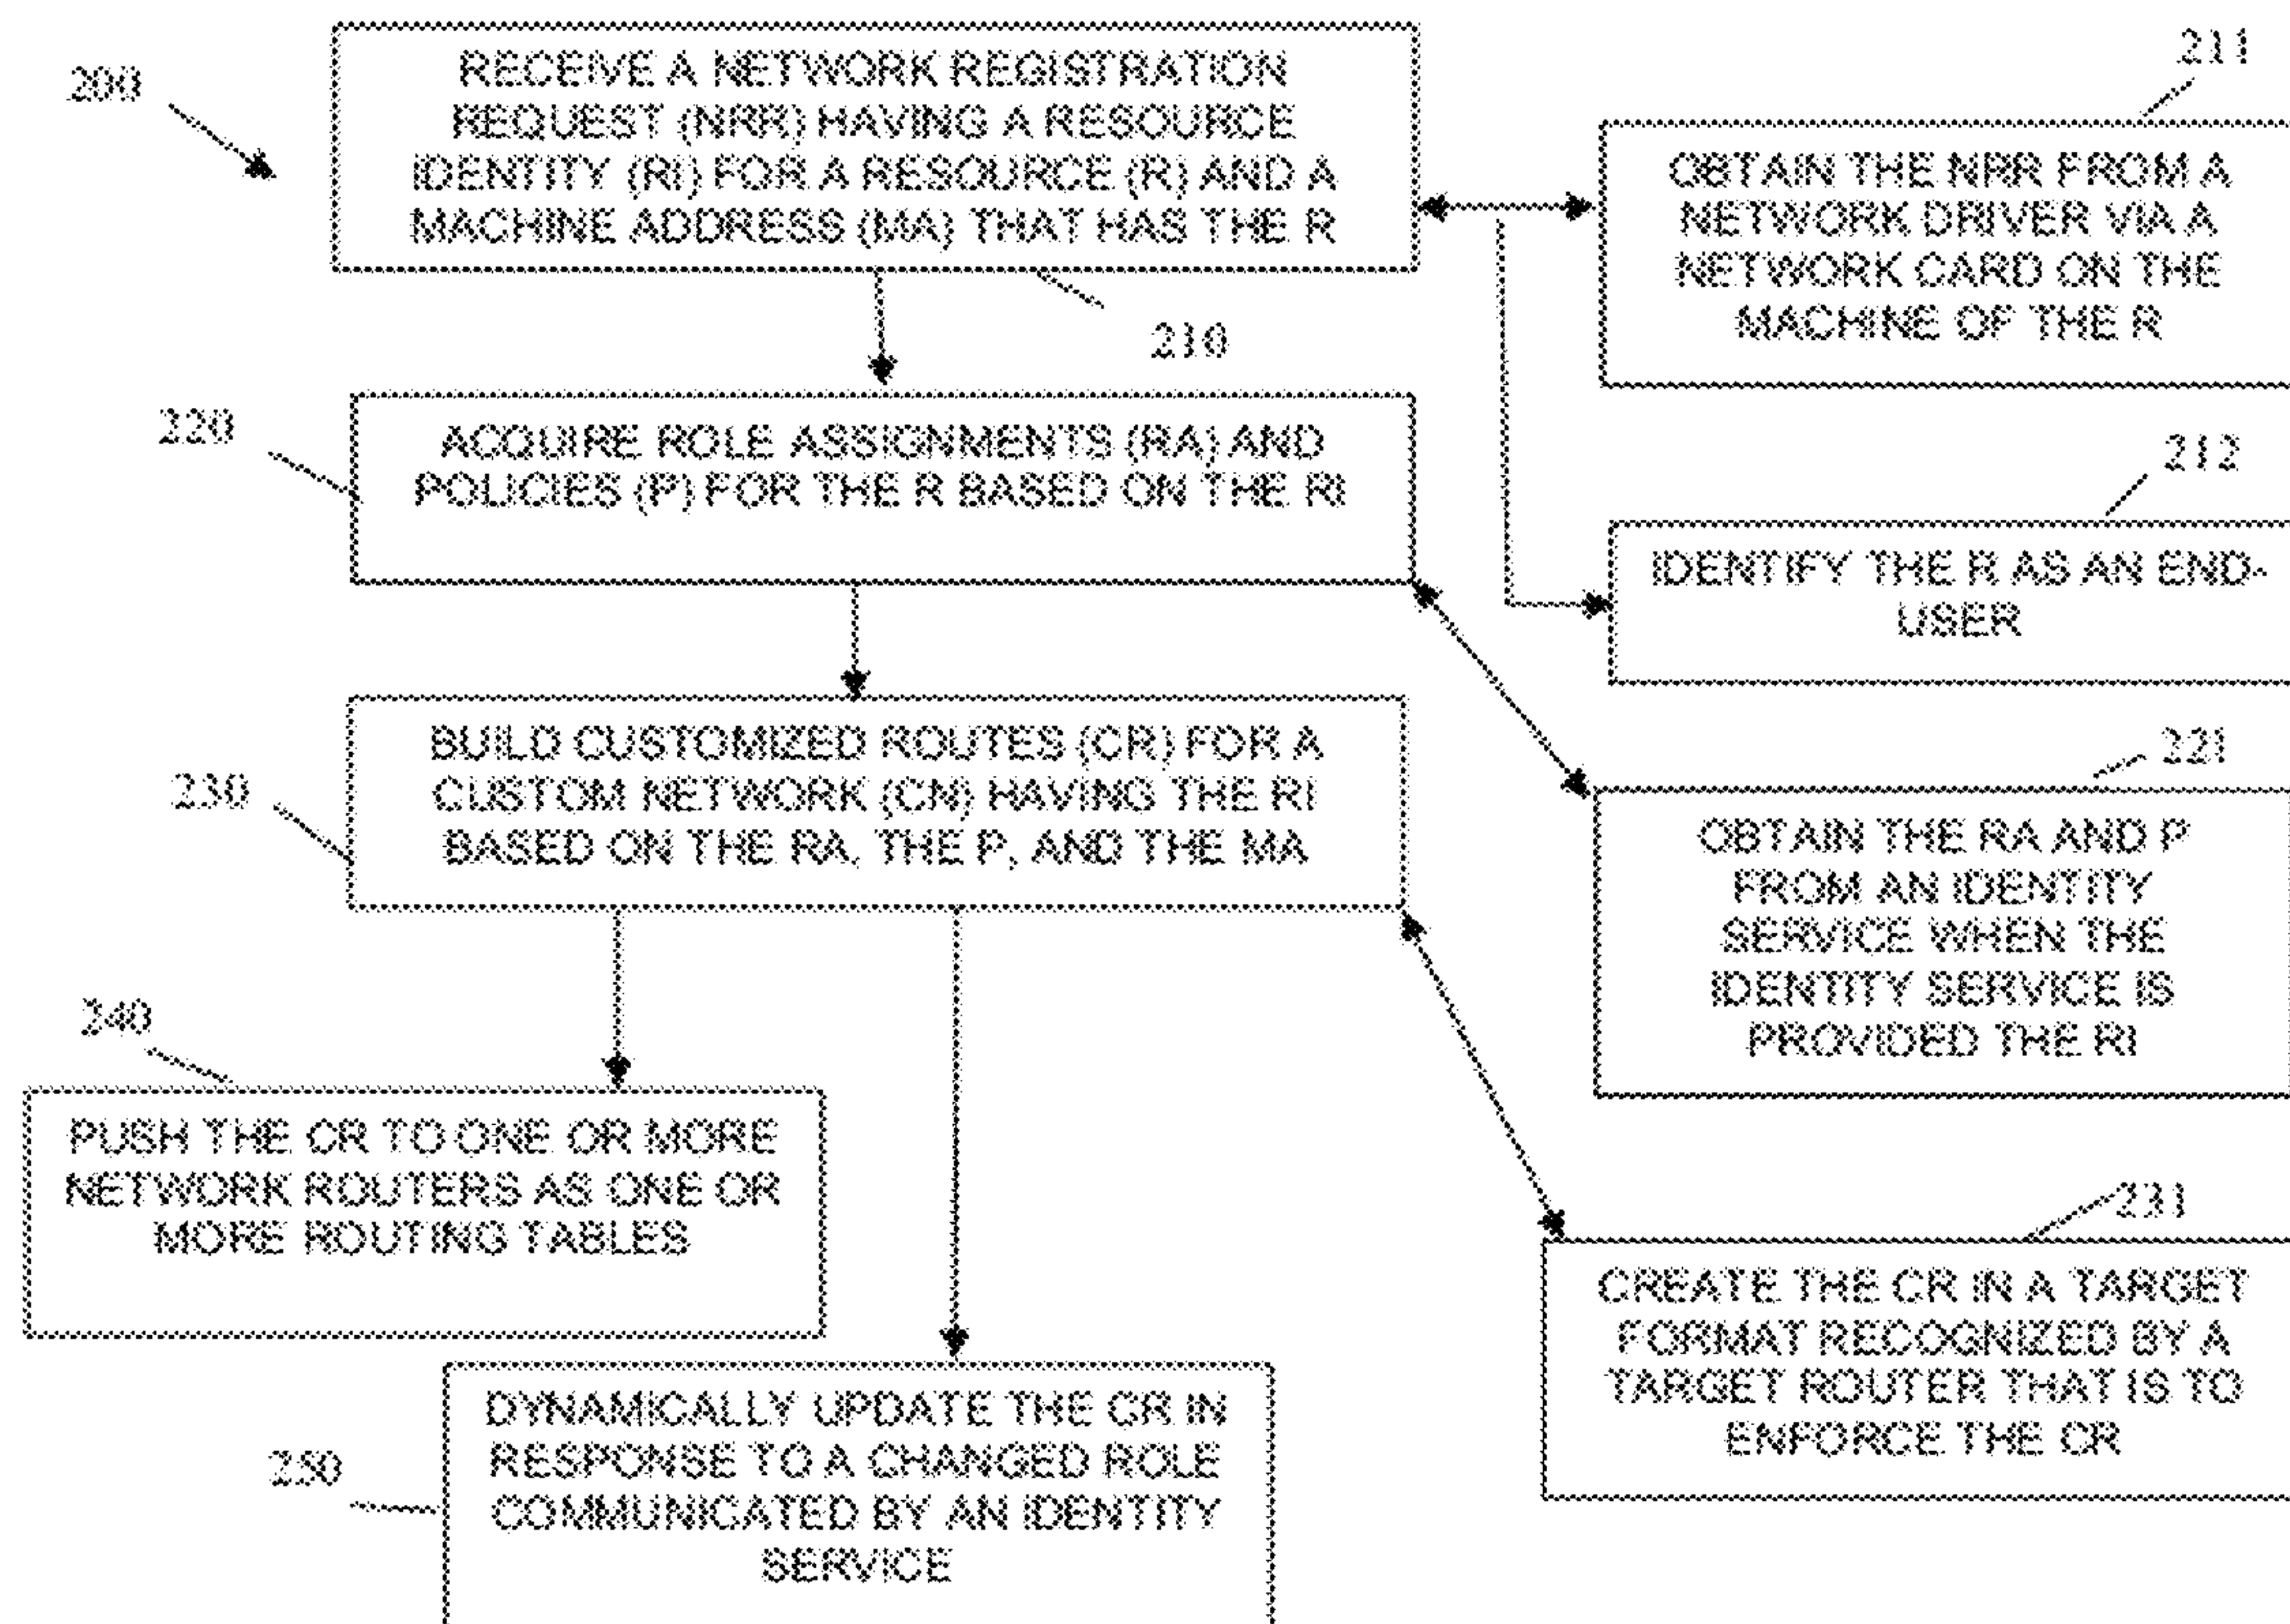 200
RECEIVE A NETWORK REGISTRATION
REQUEST (NRR) HAVING A RESOURCE
IDENTITY (RI) FOR A RESOURCE (R) AND A
MACHINE ADDRESS (MA) THAT HAS THE R
210
211
OBTAIN THE NRR FROM A
NETWORK DRIVER VIA A
NETWORK CARD ON THE
MACHINE OF THE R
220
ACQUIRE ROLE ASSIGNMENTS (RA) AND
POLICIES (P) FOR THE R BASED ON THE RI
212
IDENTIFY THE R AS AN END-
USER
230
BUILD CUSTOMIZED ROUTES (CR) FOR A
CUSTOM NETWORK (CN) HAVING THE RI
BASED ON THE RA, THE P, AND THE MA
221
OBTAIN THE RA AND P
FROM AN IDENTITY
SERVICE WHEN THE
IDENTITY SERVICE IS
PROVIDED THE RI
240
PUSH THE CR TO ONE OR MORE
NETWORK ROUTERS AS ONE OR
MORE ROUTING TABLES
231
CREATE THE CR IN A TARGET
FORMAT RECOGNIZED BY A
TARGET ROUTER THAT IS TO
ENFORCE THE CR
250
DYNAMICALLY UPDATE THE CR IN
RESPONSE TO A CHANGED ROLE
COMMUNICATED BY AN IDENTITY
SERVICE